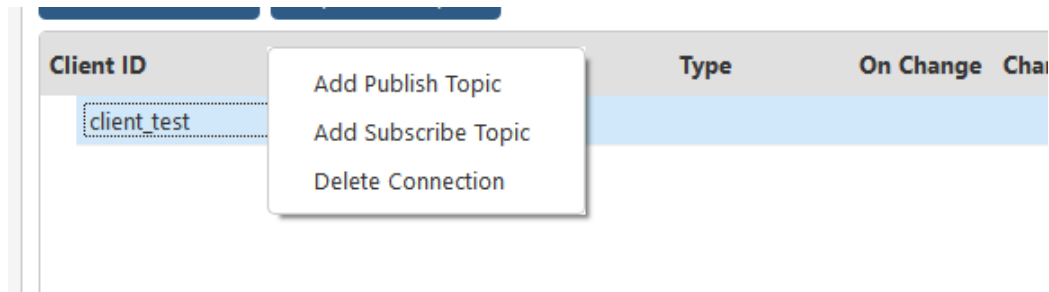 Client ID
Type
On Change
Add Publish Topic
client_test
Add Subscribe Topic
Delete Connection